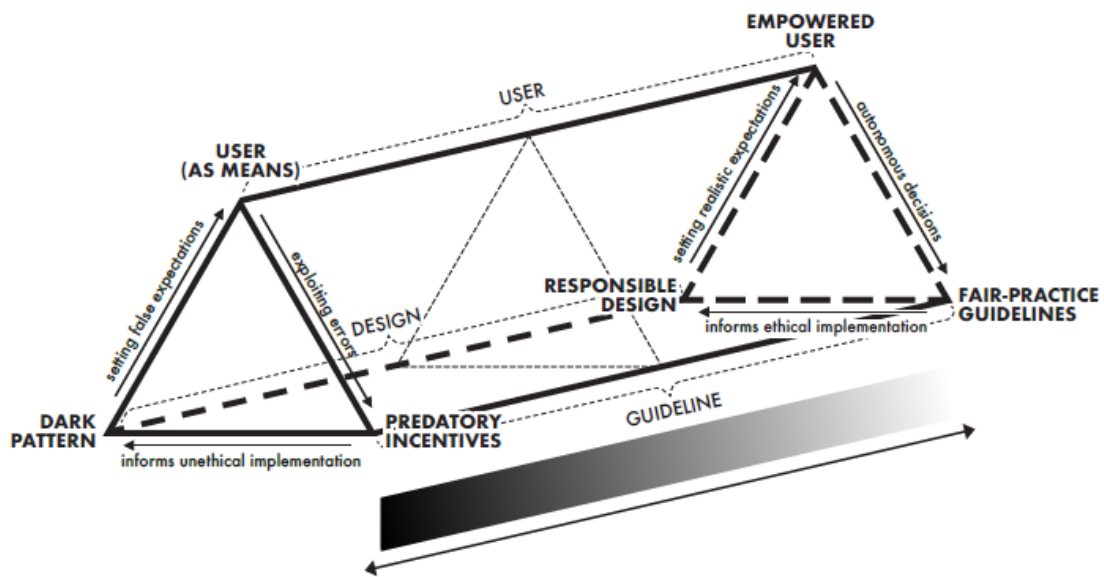 EMPOWERED
USER
USER
USER
(AS MEANS)
setting realistic expectations
autonomous decisions
setting false expectations
exploiting errors
RESPONSIBLE
DESIGN
FAIR-PRACTICE
GUIDELINES
informs ethical implementation
DESIGN
GUIDELINE
DARK
PATTERN
PREDATORY
INCENTIVES
informs unethical implementation